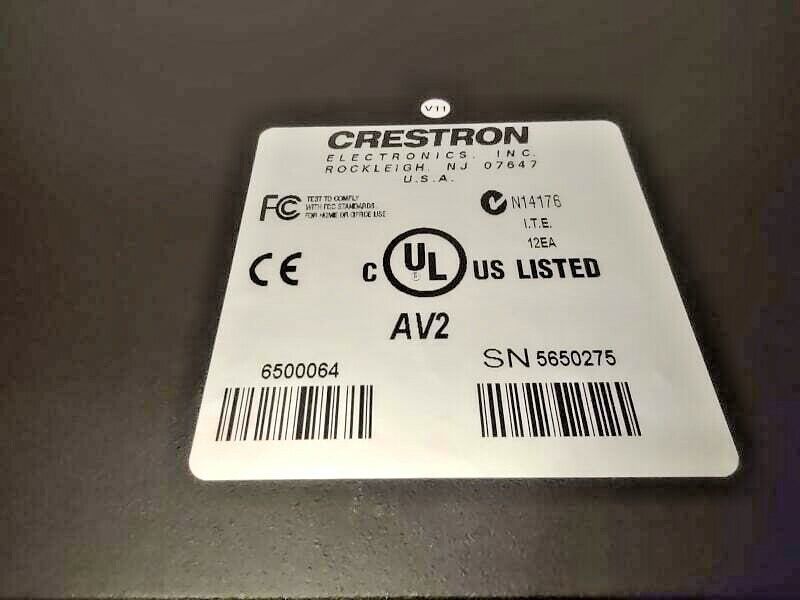 V11
CRESTRON
ELECTRONICS, INC.
ROCKLEIGH, NJ 07647
U.S.A.
FC TEST TO COMPLY
WITH FCC STANDARDS
FOR HOME OR OFFICE USE
N14176
I.T.E.
12EA
CE
C UL US LISTED
AV2
6500064
SN 5650275